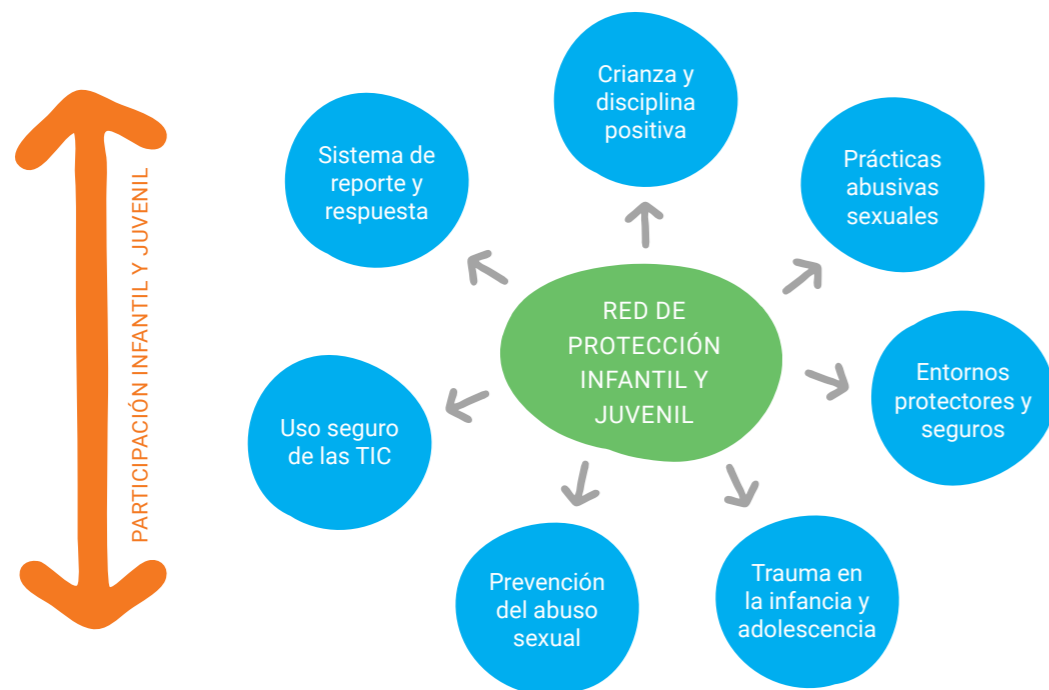 PARTICIPACIÓN INFANTIL Y JUVENIL
Crianza y
disciplina
positiva
Sistema de
reporte y
respuesta
Prácticas
abusivas
sexuales
RED DE
PROTECCIÓN
INFANTIL Y
JUVENIL
Entornos
protectores y
seguros
Uso seguro
de las TIC
Prevención
del abuso
sexual
Trauma en
la infancia y
adolescencia